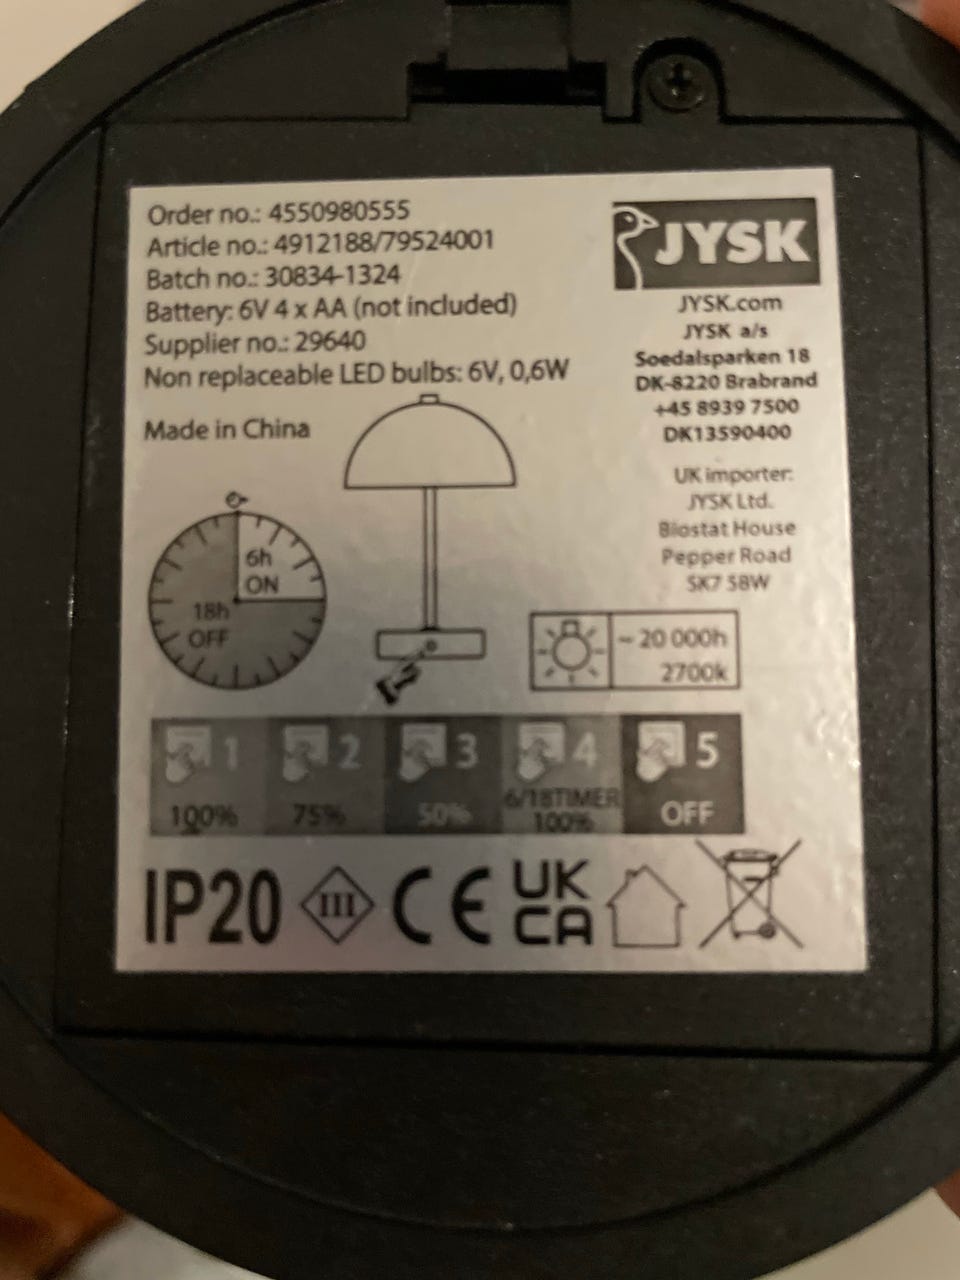 Order no.: 4550980555
Article no.: 4912188/79524001
Batch no.: 30834-1324
Battery: 6V 4 x AA (not included)
Supplier no.: 29640
Non replaceable LED bulbs: 6V, 0,6W
Made in China
JYSK
JYSK.com
JYSK a/s
Soedalsparken 18
DK-8220 Brabrand
+45 8939 7500
DK13590400
UK importer:
JYSK Ltd.
Biostat House
Pepper Road
SK7 5BW
6h
ON
18h
OFF
~ 20 000h
2700k
1 2 3 4 5
100% 75% 50% 6/18TIMER 100% OFF
IP20 III CE UK CA